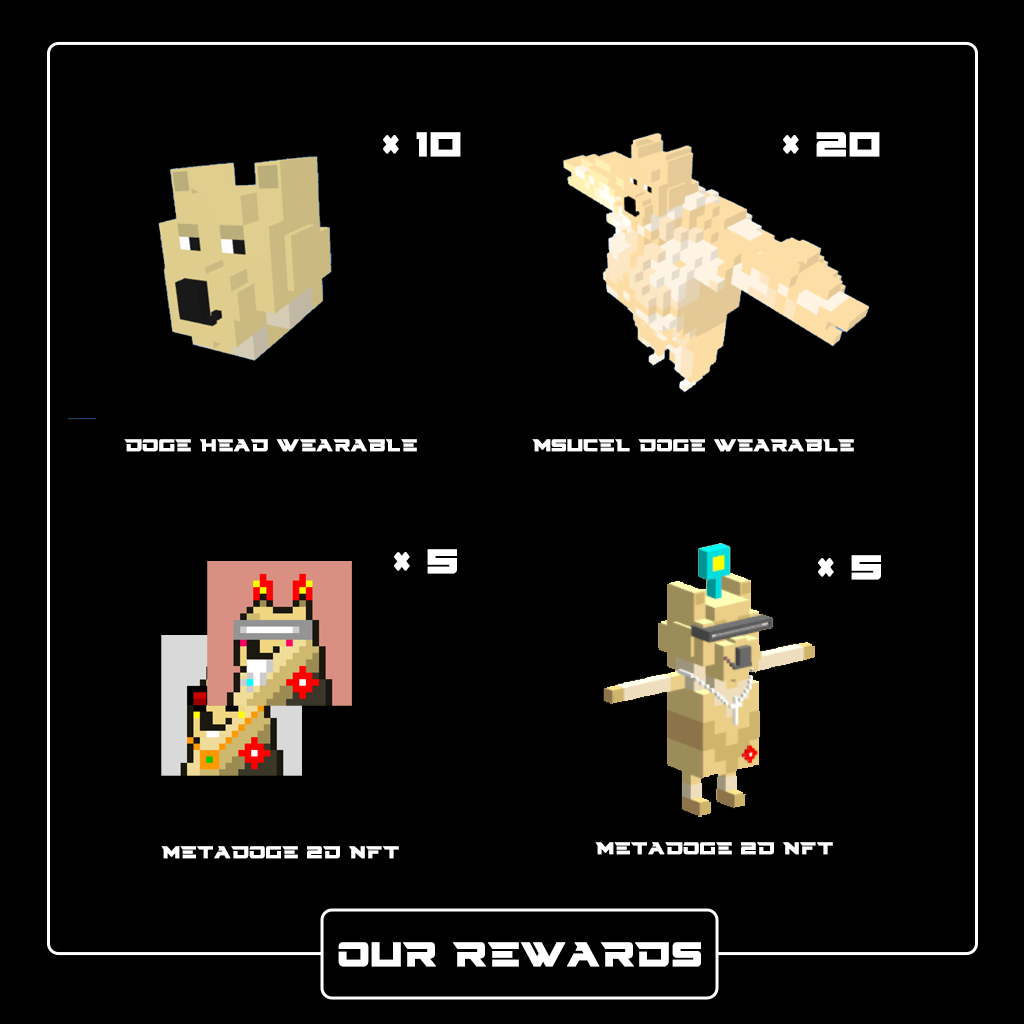 x 10
x 20
DOGE HEAD WEARABLE
MSUCEL DOGE WEARABLE
x 5
x 5
METADOGE 2D NFT
METADOGE 2D NFT
OUR REWARDS